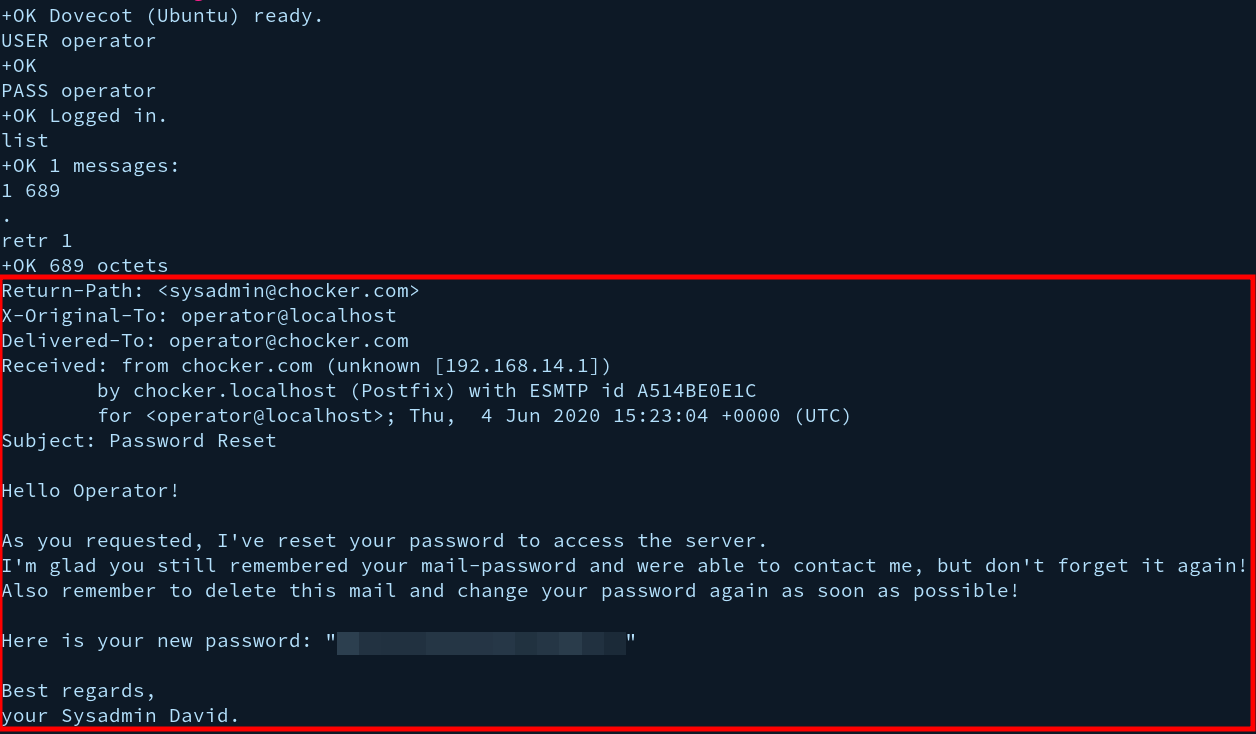 +OK Dovecot (Ubuntu) ready.
USER operator
+OK
PASS operator
+OK Logged in.
list
+OK 1 messages:
1 689
.
retr 1
+OK 689 octets
Return-Path: <sysadmin@chocker.com>
X-Original-To: operator@localhost
Delivered-To: operator@chocker.com
Received: from chocker.com (unknown [192.168.14.1])
        by chocker.localhost (Postfix) with ESMTP id A514BE0E1C
        for <operator@localhost>; Thu,  4 Jun 2020 15:23:04 +0000 (UTC)
Subject: Password Reset

Hello Operator!

As you requested, I've reset your password to access the server.
I'm glad you still remembered your mail-password and were able to contact me, but don't forget it again!
Also remember to delete this mail and change your password again as soon as possible!

Here is your new password: ""

Best regards,
your Sysadmin David.